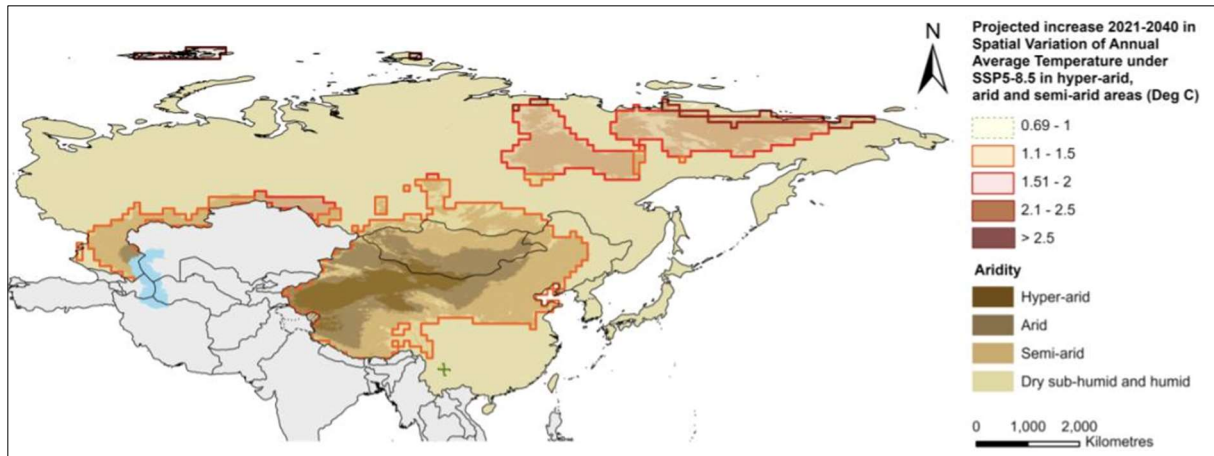 N
Projected increase 2021-2040 in
Spatial Variation of Annual
Average Temperature under
SSP5-8.5 in hyper-arid,
arid and semi-arid areas (Deg C)
0.69 - 1
1.1 - 1.5
1.51 - 2
2.1 - 2.5
> 2.5
Aridity
Hyper-arid
Arid
Semi-arid
Dry sub-humid and humid
0 1,000 2,000
Kilometres